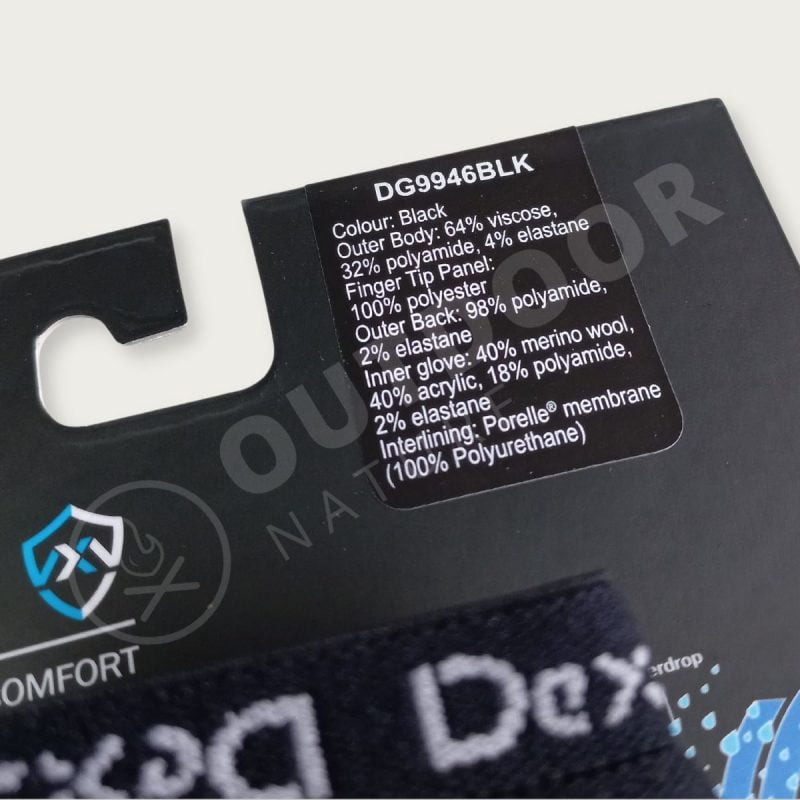 DG9946BLK
Colour: Black
Outer Body: 64% viscose,
32% polyamide, 4% elastane
Finger Tip Panel:
100% polyester
Outer Back: 98% polyamide,
2% elastane
Inner glove: 40% merino wool,
40% acrylic, 18% polyamide,
2% elastane
Interlining: Porelle® membrane
(100% Polyurethane)
OUTDOOR
NATURE
COMFORT
erdrop
Dex